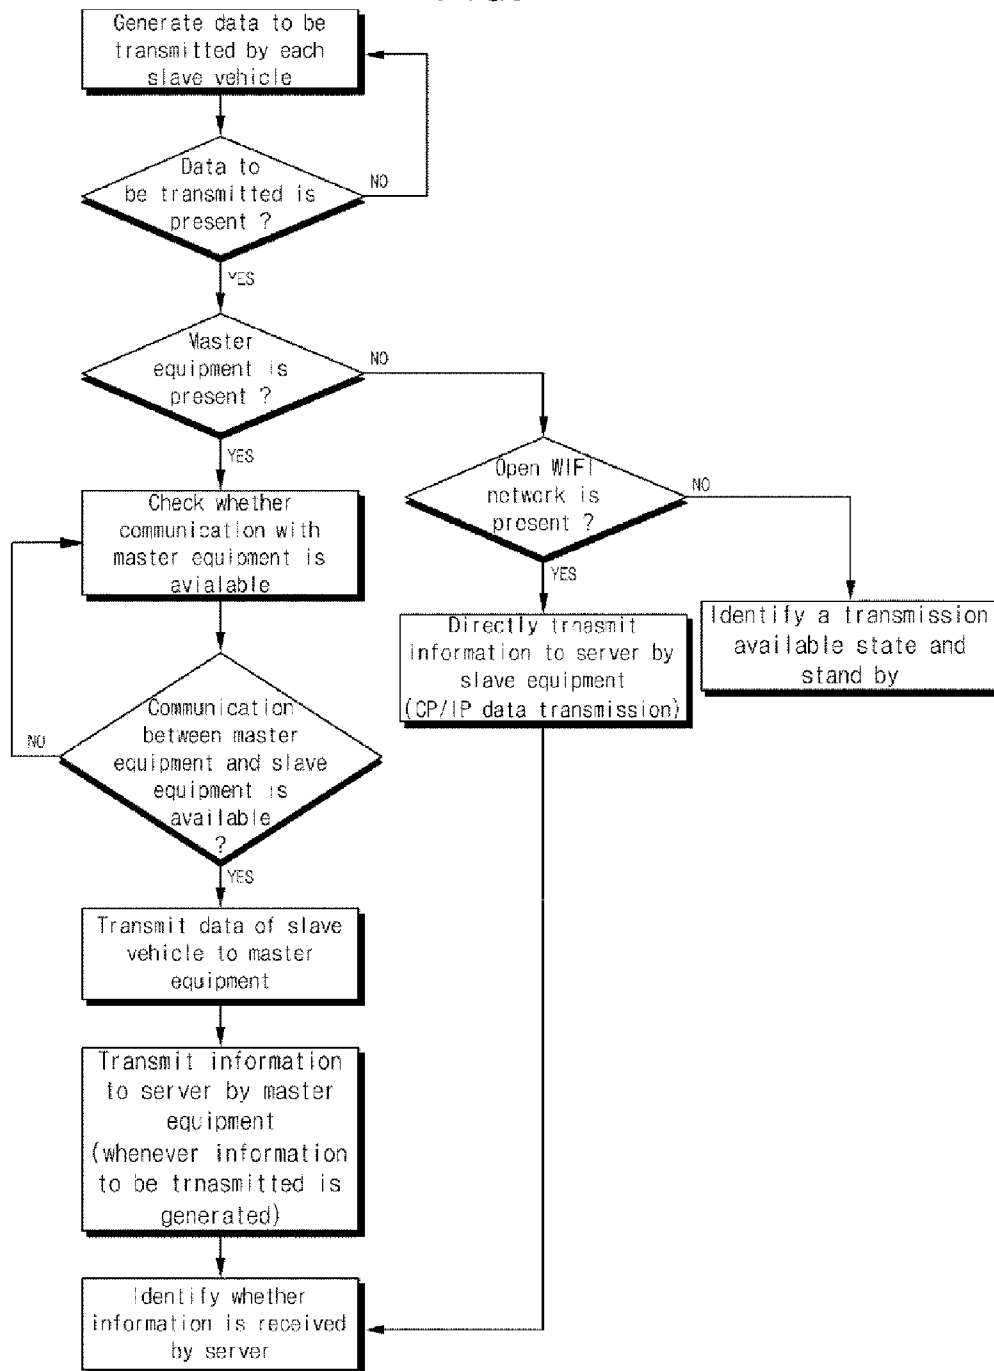 Generate data to be
transmitted by each
slave vehicle
Data to
be transmitted is
present ?
NO
YES
Master
equipment is
present ?
NO
YES
Open WIFI
network is
present ?
NO
YES
Check whether
communication with
master equipment is
avialable
Directly trnasmit
information to server by
slave equipment
(CP/IP data transmission)
Identify a transmission
available state and
stand by
Communication
between master
equipment and slave
equipment is
available
?
NO
YES
Transmit data of slave
vehicle to master
equipment
Transmit information
to server by master
equipment
(whenever information
to be trnasmitted is
generated)
Identify whether
information is received
by server